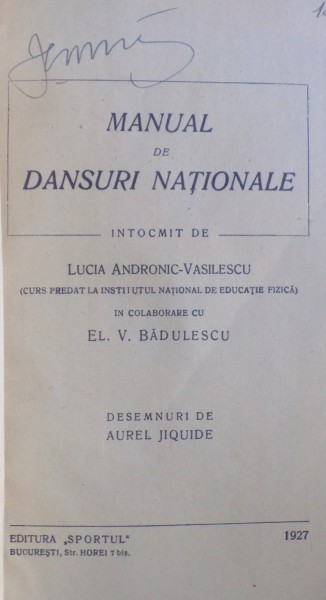 MANUAL
DE
DANSURI NAȚIONALE
INTOCMIT DE
LUCIA ANDRONIC-VASILESCU
(CURS PREDAT LA INSTITUTUL NAȚIONAL DE EDUCAȚIE FIZICĂ)
IN COLABORARE CU
EL. V. BĂDULESCU
DESEMNURI DE
AUREL JIQUIDE
EDITURA „SPORTUL“ 1927
BUCUREȘTI, Str. HOREI 7 bis.